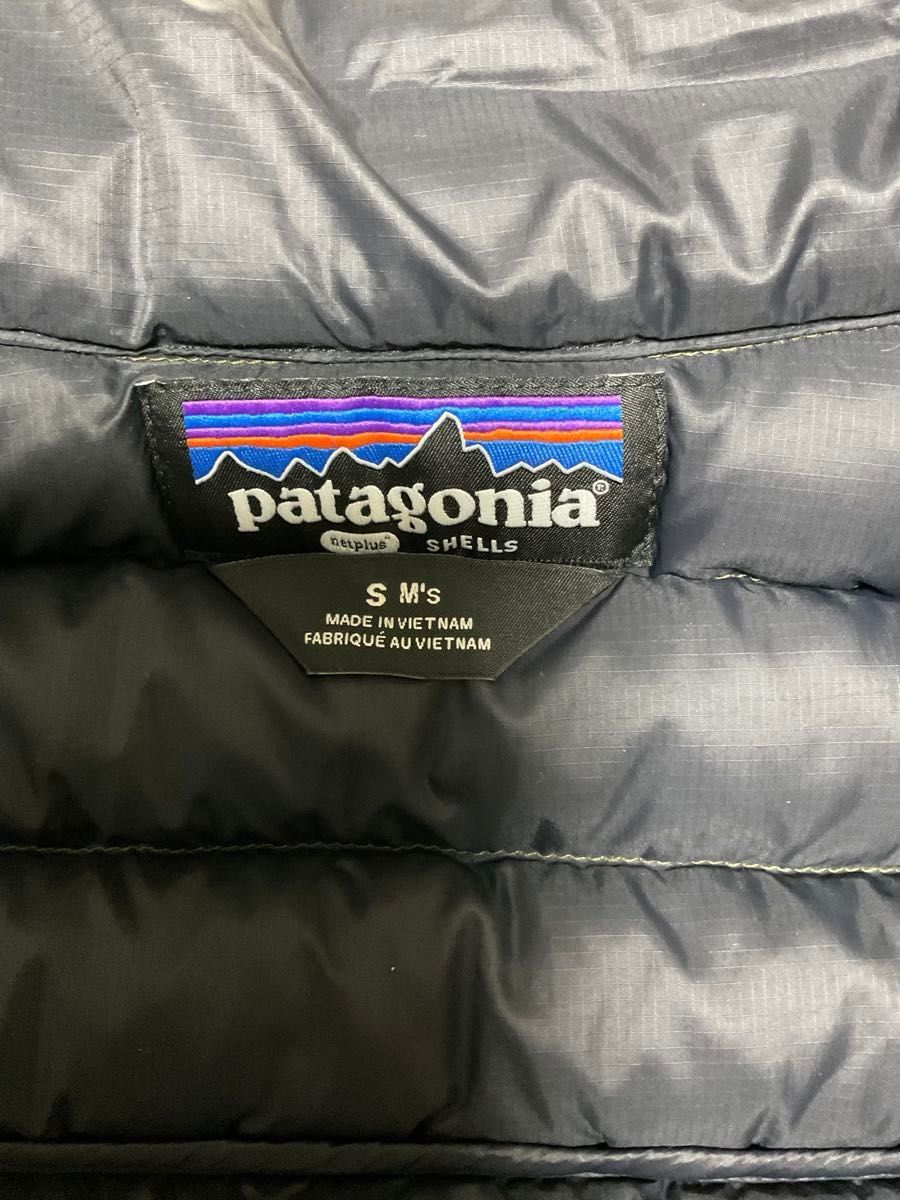 patagonia®
netplus® SHELLS
S M's
MADE IN VIETNAM
FABRIQUÉ AU VIETNAM